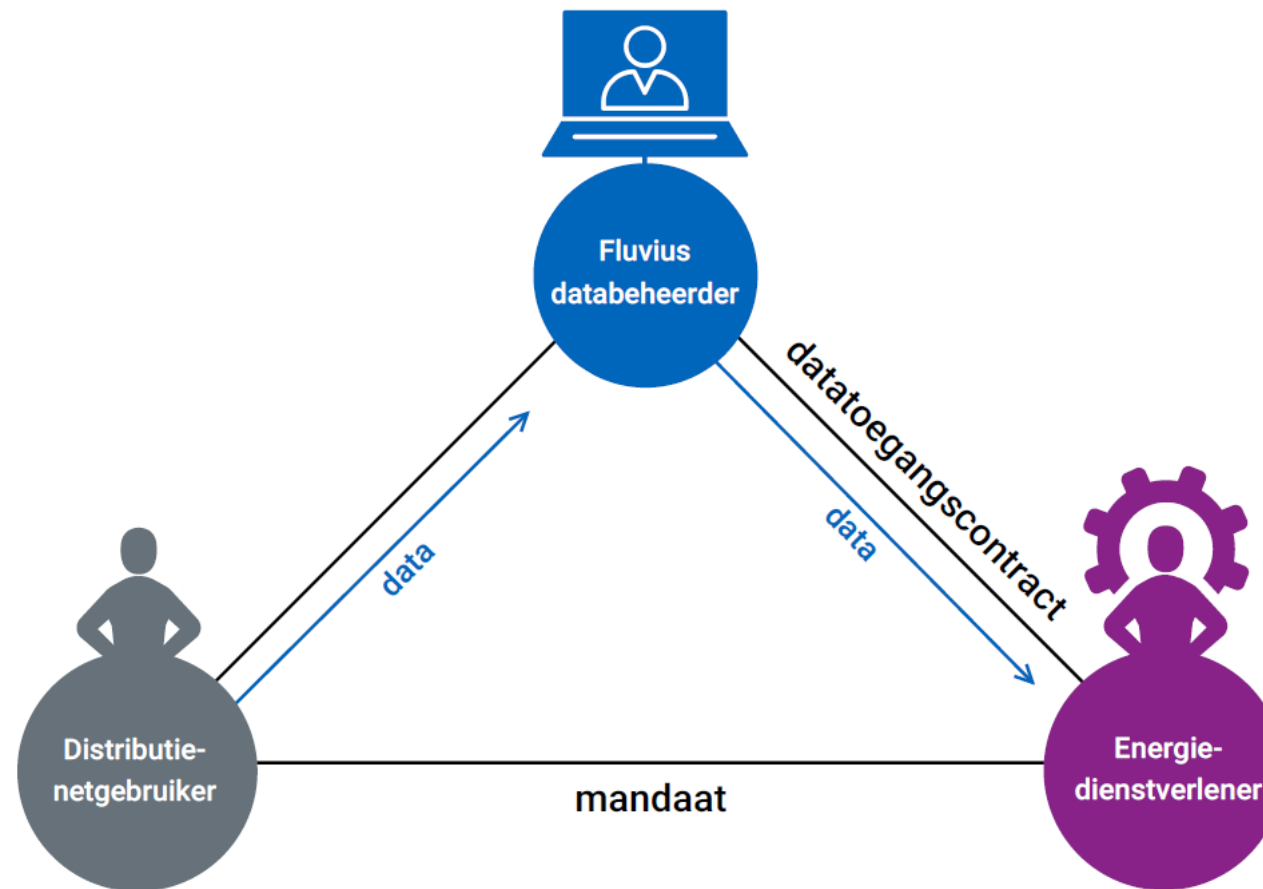 Fluvius
databeheerder
datatoegangscontract
data
data
Distributie-
netgebruiker
mandaat
Energie-
dienstverlener